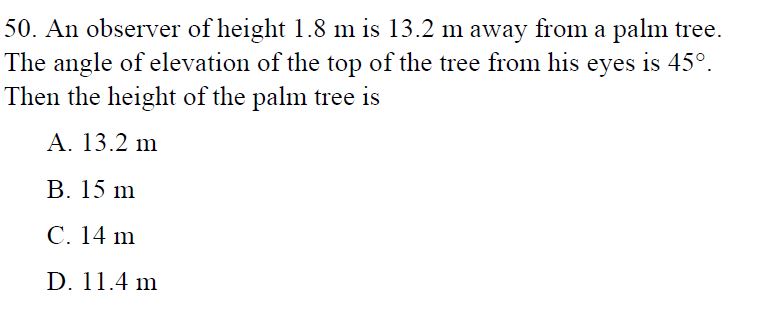 50. An observer of height 1.8 m is 13.2 m away from a palm tree.
The angle of elevation of the top of the tree from his eyes is 45°.
Then the height of the palm tree is
A. 13.2 m
B. 15 m
C. 14 m
D. 11.4 m